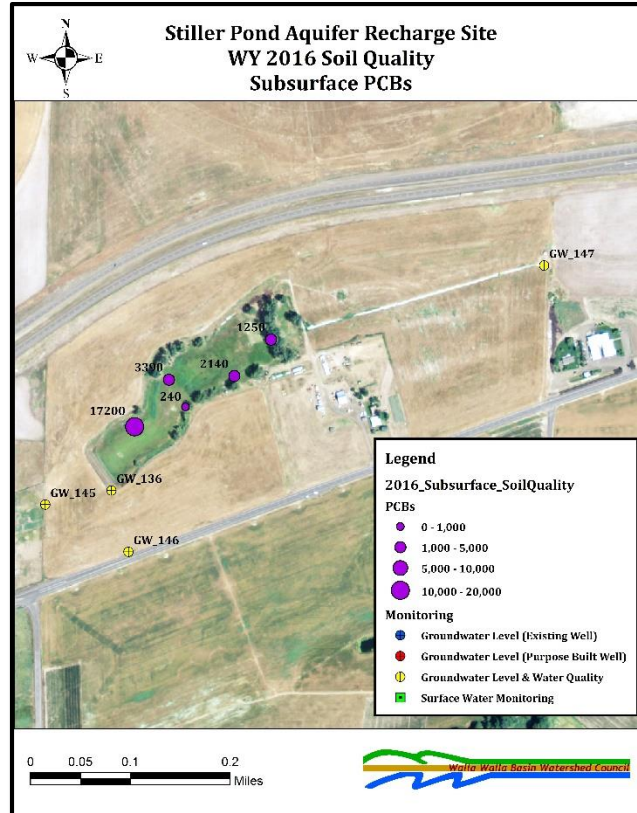 N
W E
S
Stiller Pond Aquifer Recharge Site
WY 2016 Soil Quality
Subsurface PCBs
GW_147
1250
3390
2140
240
17200
GW_136
GW_145
GW_146
Legend
2016_Subsurface_SoilQuality
PCBs
0 - 1,000
1,000 - 5,000
5,000 - 10,000
10,000 - 20,000
Monitoring
Groundwater Level (Existing Well)
Groundwater Level (Purpose Built Well)
Groundwater Level & Water Quality
Surface Water Monitoring
0 0.05 0.1 0.2
Miles
Walla Walla Basin Watershed Council